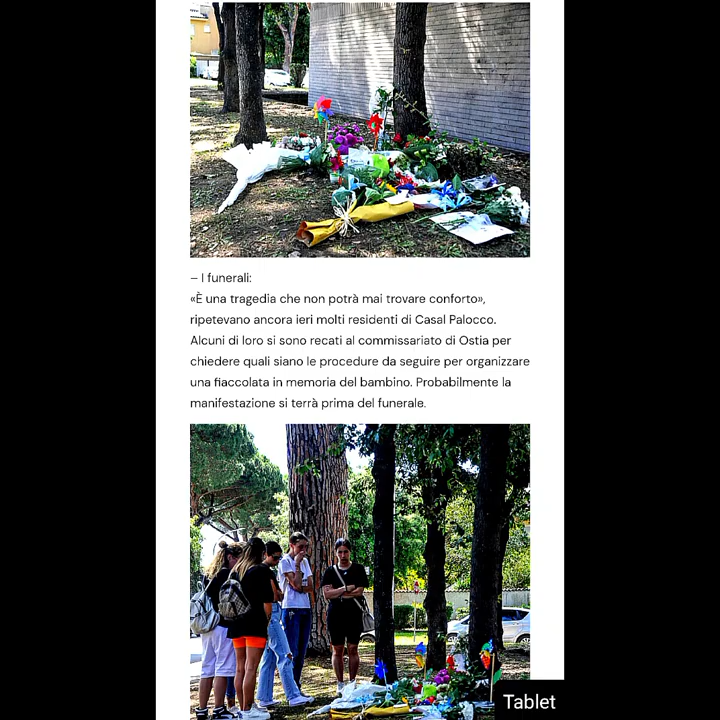 – I funerali:
«È una tragedia che non potrà mai trovare conforto»,
ripetevano ancora ieri molti residenti di Casal Palocco.
Alcuni di loro si sono recati al commissariato di Ostia per
chiedere quali siano le procedure da seguire per organizzare
una fiaccolata in memoria del bambino. Probabilmente la
manifestazione si terrà prima del funerale.
Tablet